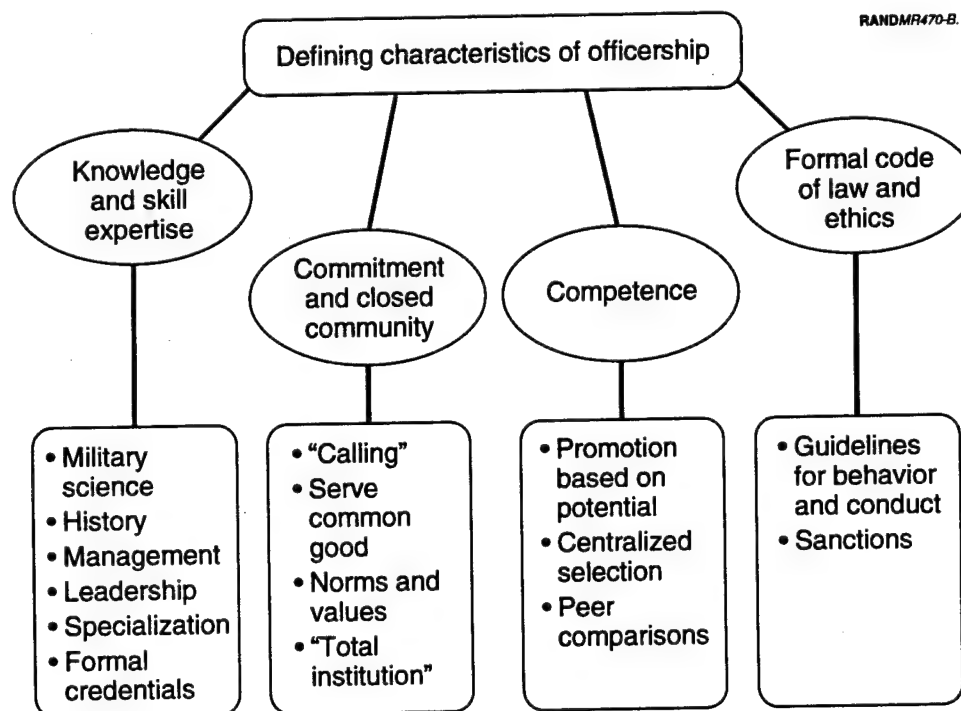 RANDMR470-B.
Defining characteristics of officership
Knowledge
and skill
expertise
Commitment
and closed
community
Competence
Formal code
of law and
ethics
• Military
science
• History
• Management
• Leadership
• Specialization
• Formal
credentials
• “Calling”
• Serve
common
good
• Norms and
values
• “Total
institution”
• Promotion
based on
potential
• Centralized
selection
• Peer
comparisons
• Guidelines
for behavior
and conduct
• Sanctions